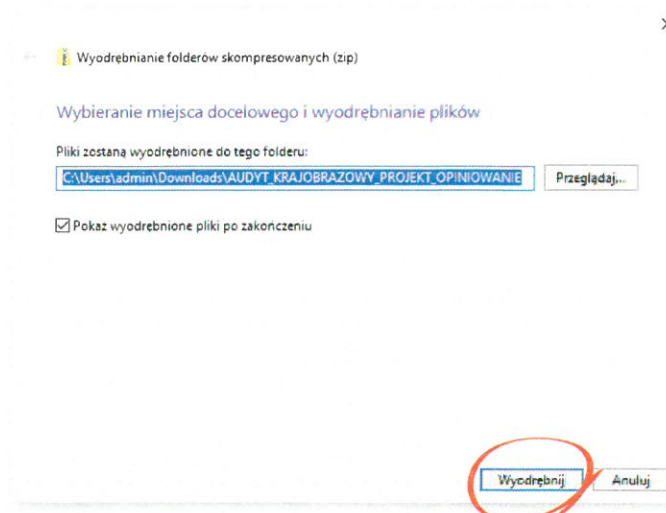 Wyodrębnianie folderów skompresowanych (zip)
Wybieranie miejsca docelowego i wyodrębnianie plików
Pliki zostaną wyodrębnione do tego folderu:
C:\Users\admin\Downloads\AUDYT_KRAJOBRAZOWY_PROJEKT_OPINIOWANIE
Przeglądaj...
Pokaż wyodrębnione pliki po zakończeniu
Wyodrębnij
Anuluj